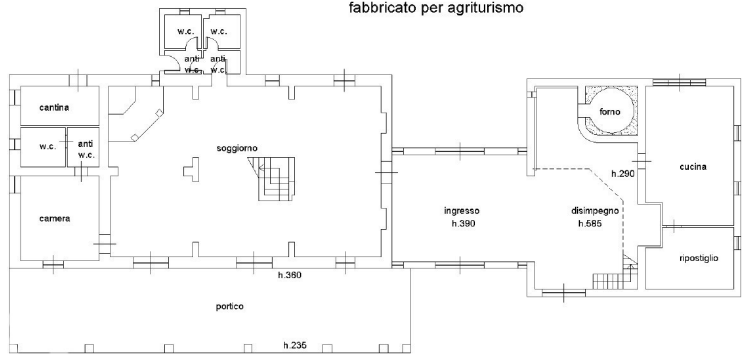 fabbricato per agriturismo
w.c.
w.c.
anti
w.c.
anti
w.c.
cantina
forno
w.c.
anti
w.c.
soggiorno
cucina
h.290
camera
ingresso
h.390
disimpegno
h.585
ripostiglio
h.360
portico
h.235